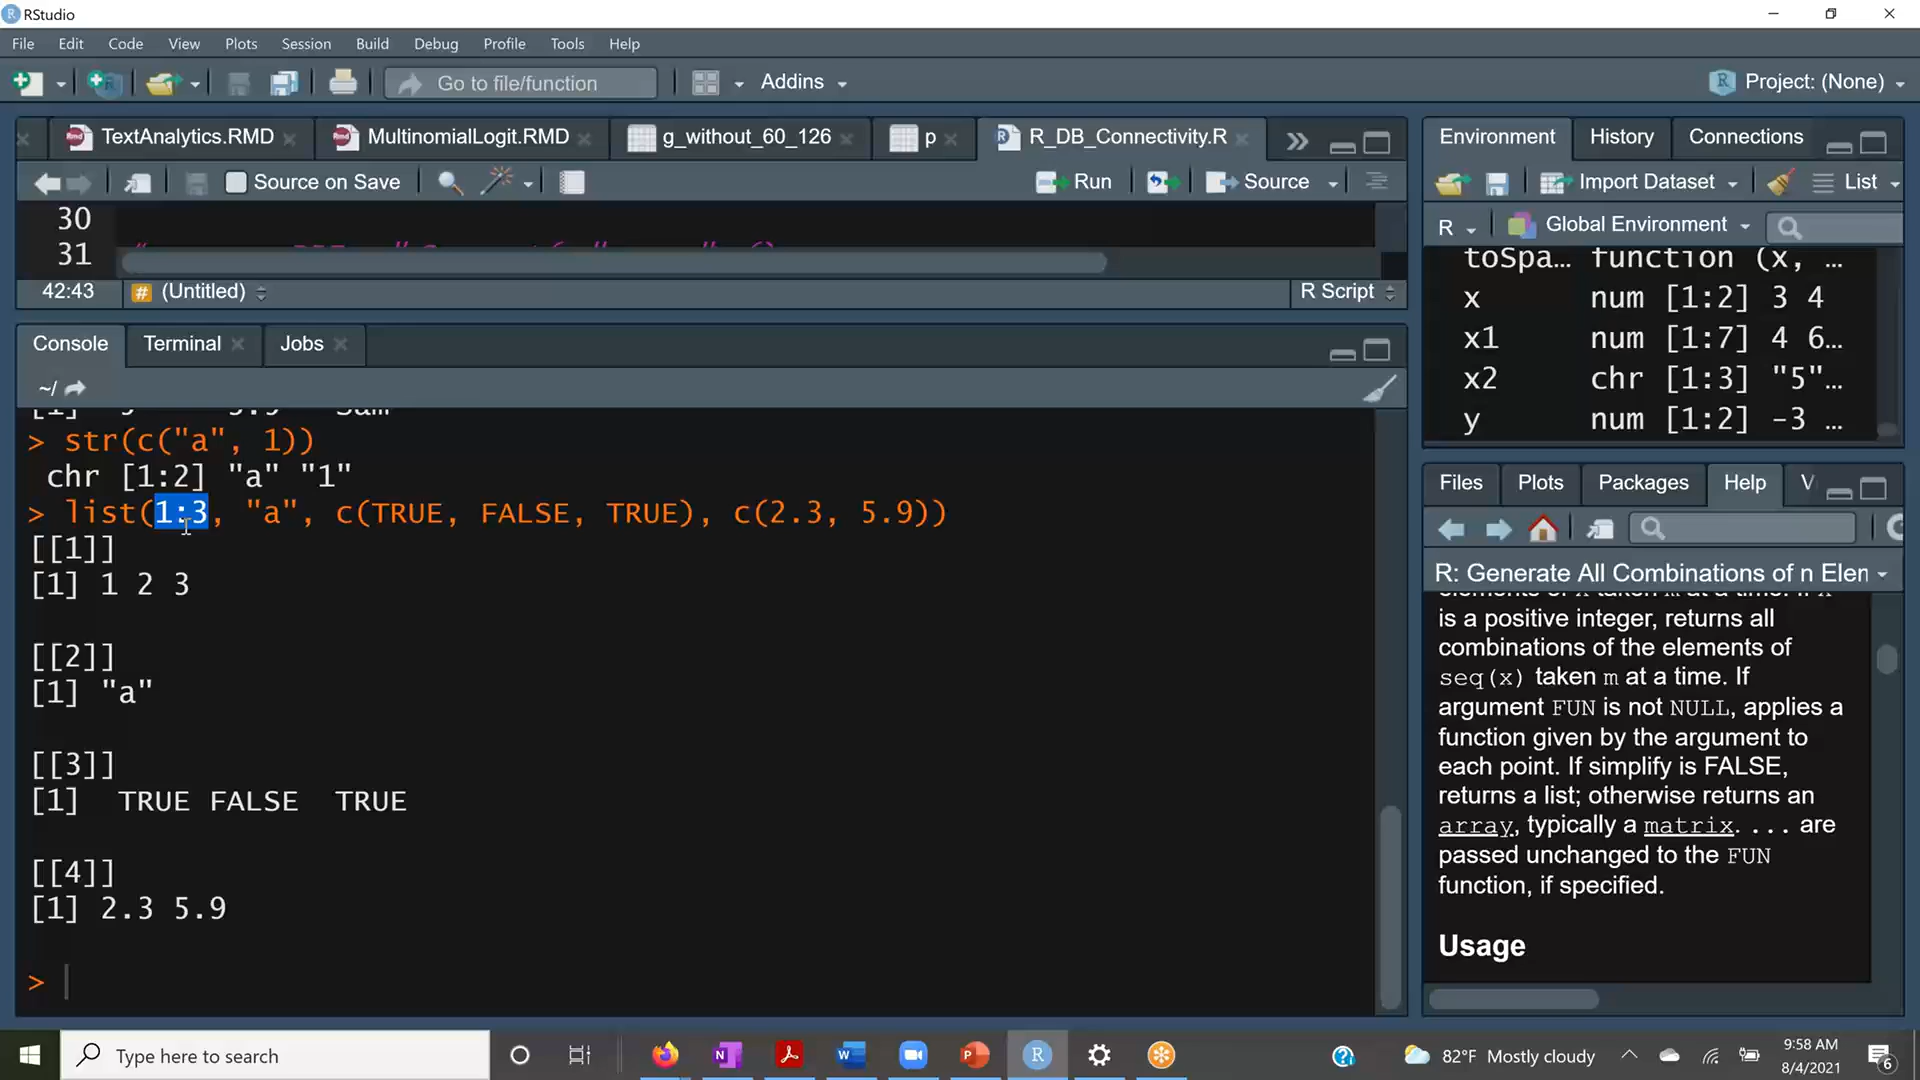 RStudio
File Edit Code View Plots Session Build Debug Profile Tools Help
Go to file/function Addins Project: (None)
TextAnalytics.RMD MultinomialLogit.RMD g_without_60_126 p R_DB_Connectivity.R
Source on Save Run Source
30
31
42:43 (Untitled) R Script
Console Terminal Jobs
~/
> str(c("a", 1))
chr [1:2] "a" "1"
> list(1:3, "a", c(TRUE, FALSE, TRUE), c(2.3, 5.9))
[[1]]
[1] 1 2 3
[[2]]
[1] "a"
[[3]]
[1] TRUE FALSE TRUE
[[4]]
[1] 2.3 5.9
>
Environment History Connections
Import Dataset List
R Global Environment
toSpa… function (x, …
x num [1:2] 3 4
x1 num [1:7] 4 6…
x2 chr [1:3] "5"…
y num [1:2] -3 …
Files Plots Packages Help V
R: Generate All Combinations of n Elen
is a positive integer, returns all
combinations of the elements of
seq(x) taken m at a time. If
argument FUN is not NULL, applies a
function given by the argument to
each point. If simplify is FALSE,
returns a list; otherwise returns an
array, typically a matrix. ... are
passed unchanged to the FUN
function, if specified.
Usage
Type here to search
82°F Mostly cloudy
9:58 AM
8/4/2021
6